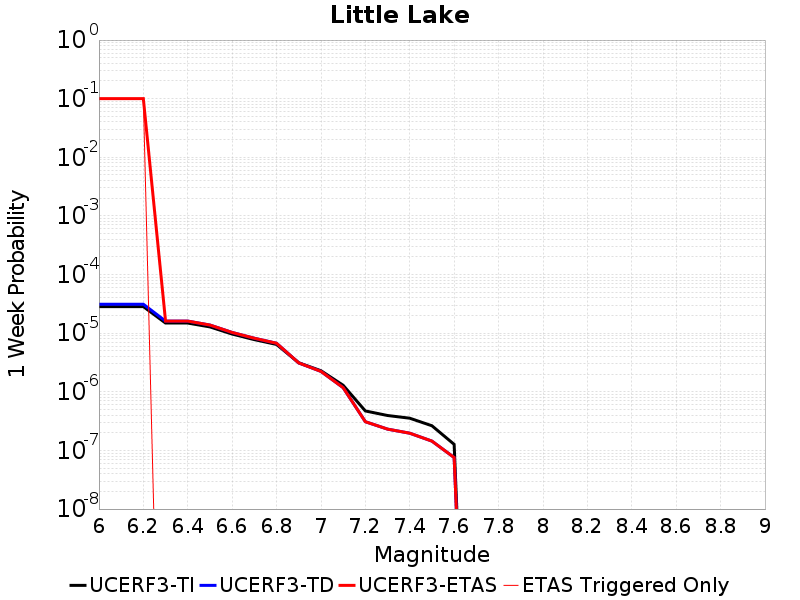 Little Lake
1 Week Probability
10^0
10^-1
10^-2
10^-3
10^-4
10^-5
10^-6
10^-7
10^-8
6 6.2 6.4 6.6 6.8 7 7.2 7.4 7.6 7.8 8 8.2 8.4 8.6 8.8 9
Magnitude
UCERF3-TI UCERF3-TD UCERF3-ETAS ETAS Triggered Only